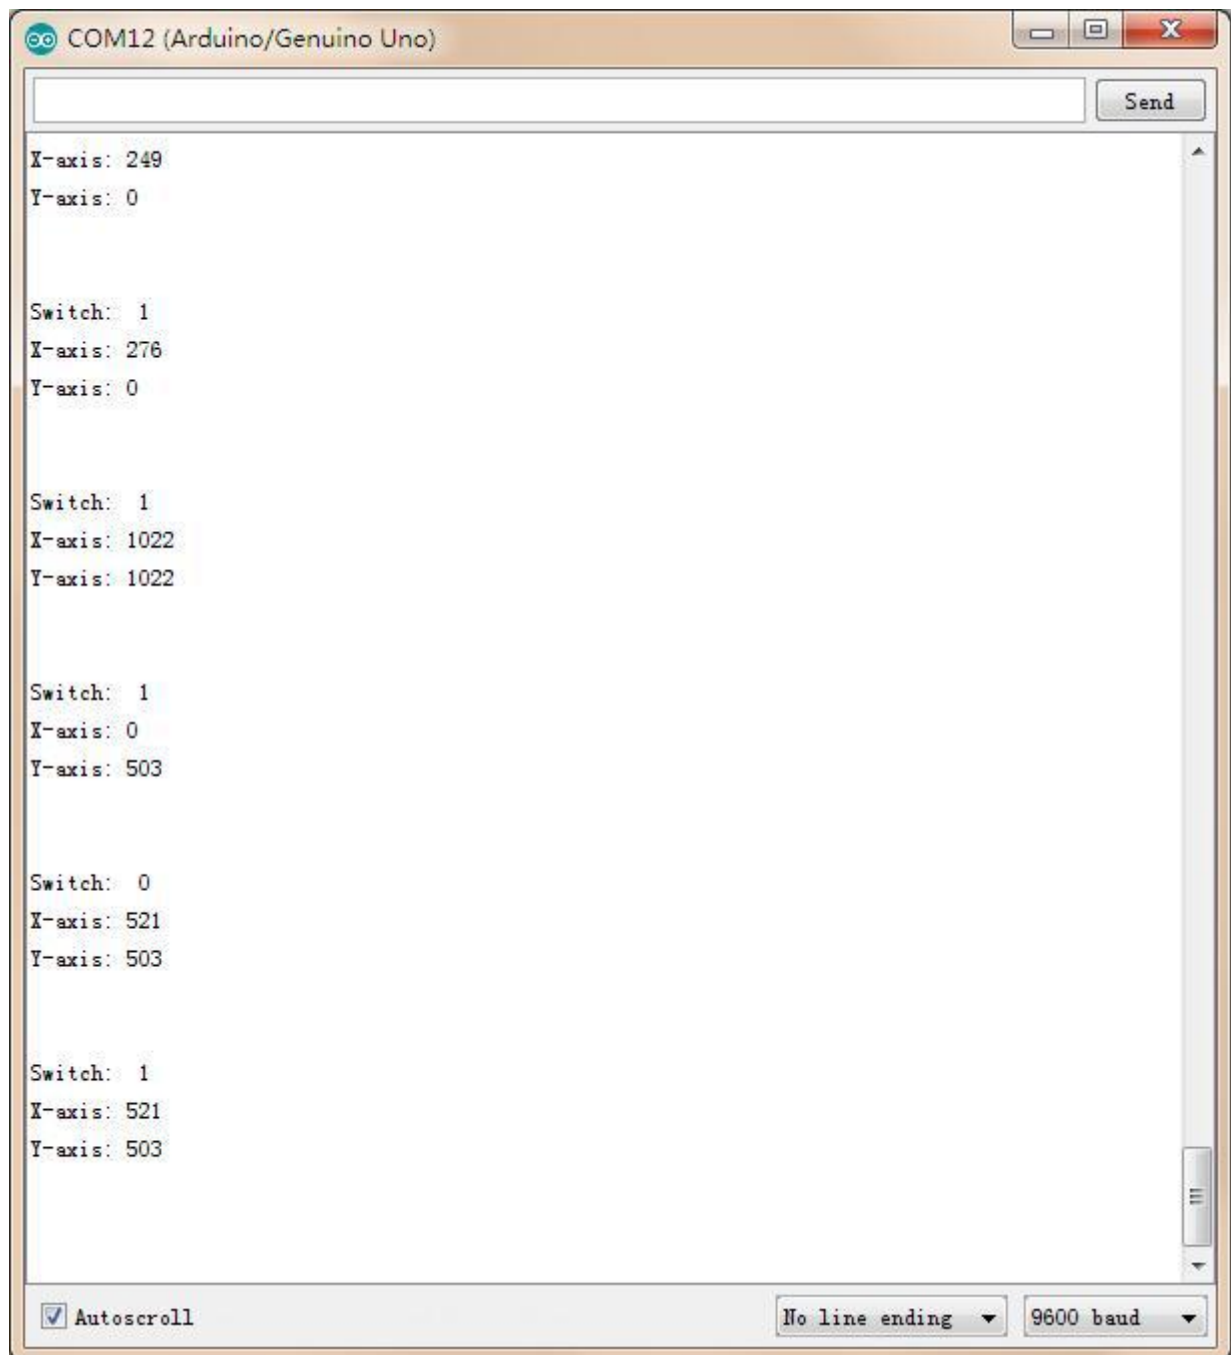 COM12 (Arduino/Genuino Uno)
Send
X-axis: 249
Y-axis: 0
Switch:  1
X-axis: 276
Y-axis: 0
Switch:  1
X-axis: 1022
Y-axis: 1022
Switch:  1
X-axis: 0
Y-axis: 503
Switch:  0
X-axis: 521
Y-axis: 503
Switch:  1
X-axis: 521
Y-axis: 503
Autoscroll
No line ending
9600 baud